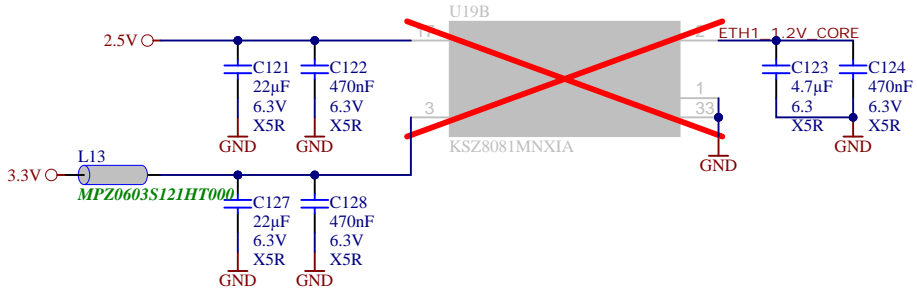 U19B
2.5V
17
2
ETH1_1.2V_CORE
C121
22µF
6.3V
X5R
GND
C122
470nF
6.3V
X5R
GND
3
1
33
KSZ8081MNXIA
GND
C123
4.7µF
6.3
X5R
C124
470nF
6.3V
X5R
GND
L13
3.3V
MPZ0603S121HT000
C127
22µF
6.3V
X5R
GND
C128
470nF
6.3V
X5R
GND